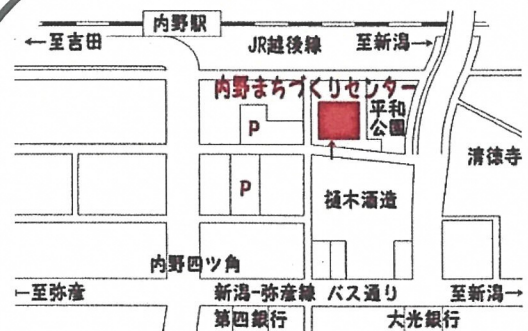 内野駅
←至吉田
JR越後線
至新潟→
内野まちづくりセンター
P
平和
公園
清徳寺
P
樋木酒造
内野四ツ角
←至弥彦
新潟-弥彦線 バス通り
至新潟→
第四銀行
大光銀行